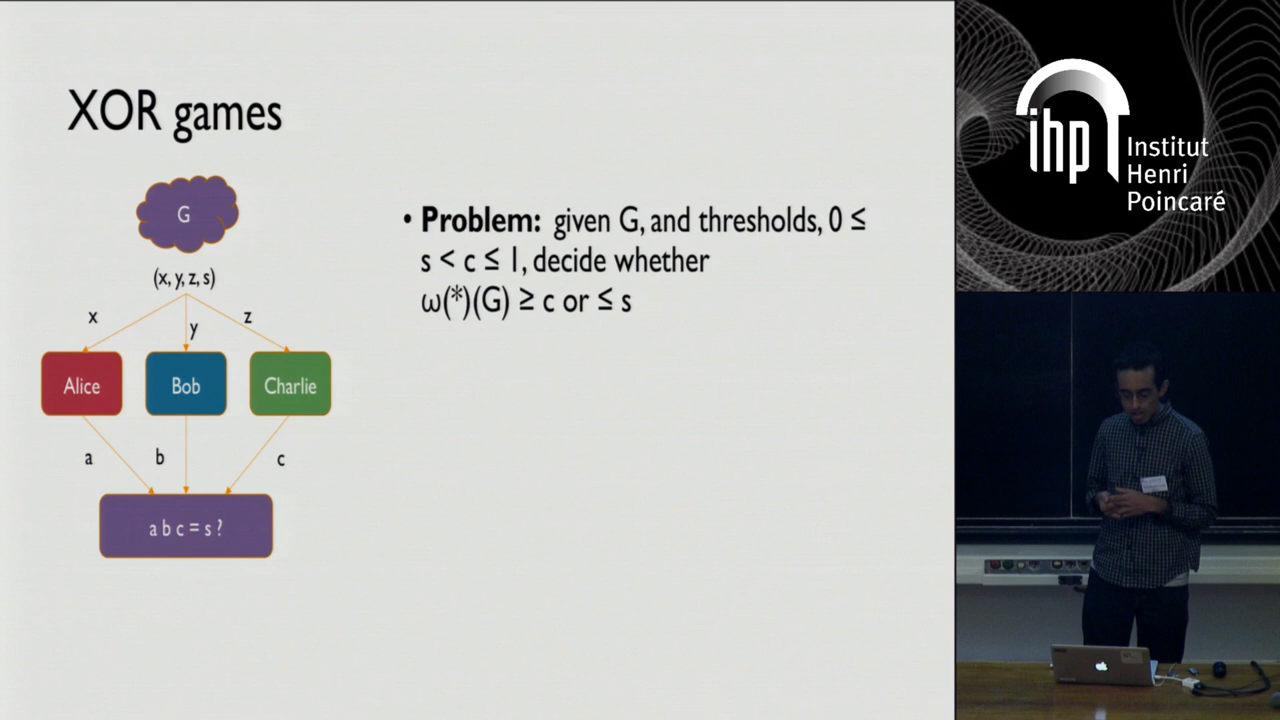 XOR games
G
(x, y, z, s)
x
y
z
Alice
Bob
Charlie
a
b
c
a b c = s ?
• Problem: given G, and thresholds, 0 ≤
s < c ≤ 1, decide whether
ω(*)(G) ≥ c or ≤ s
ihp
Institut
Henri
Poincaré